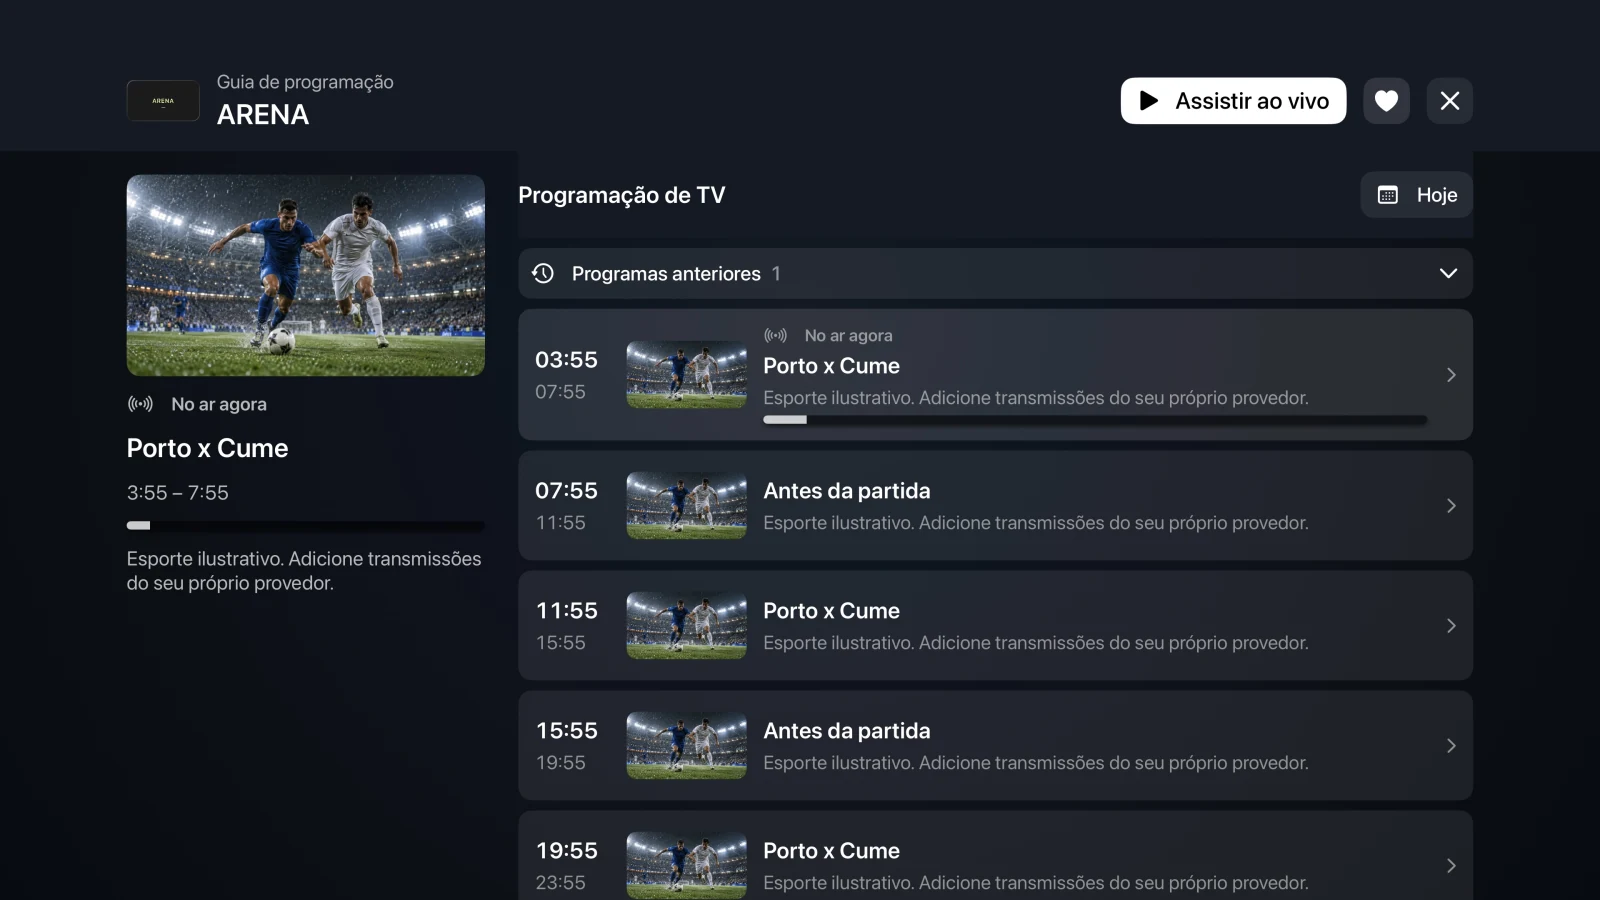 ARENA
Guia de programação
ARENA
Assistir ao vivo
No ar agora
Porto x Cume
3:55 – 7:55
Esporte ilustrativo. Adicione transmissões
do seu próprio provedor.
Programação de TV
Hoje
Programas anteriores 1
03:55
07:55
No ar agora
Porto x Cume
Esporte ilustrativo. Adicione transmissões do seu próprio provedor.
07:55
11:55
Antes da partida
Esporte ilustrativo. Adicione transmissões do seu próprio provedor.
11:55
15:55
Porto x Cume
Esporte ilustrativo. Adicione transmissões do seu próprio provedor.
15:55
19:55
Antes da partida
Esporte ilustrativo. Adicione transmissões do seu próprio provedor.
19:55
23:55
Porto x Cume
Esporte ilustrativo. Adicione transmissões do seu próprio provedor.